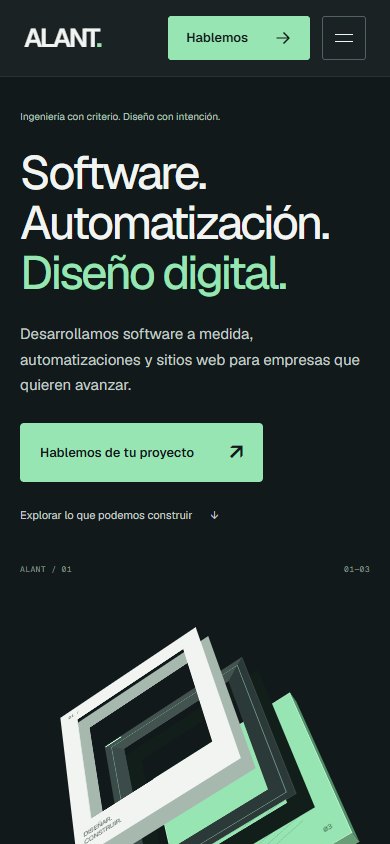 ALANT.
Hablemos
Ingeniería con criterio. Diseño con intención.
Software.
Automatización.
Diseño digital.
Desarrollamos software a medida,
automatizaciones y sitios web para empresas que
quieren avanzar.
Hablemos de tu proyecto
Explorar lo que podemos construir
ALANT / 01
01—03
DISEÑAR.
CONSTRUIR.
03